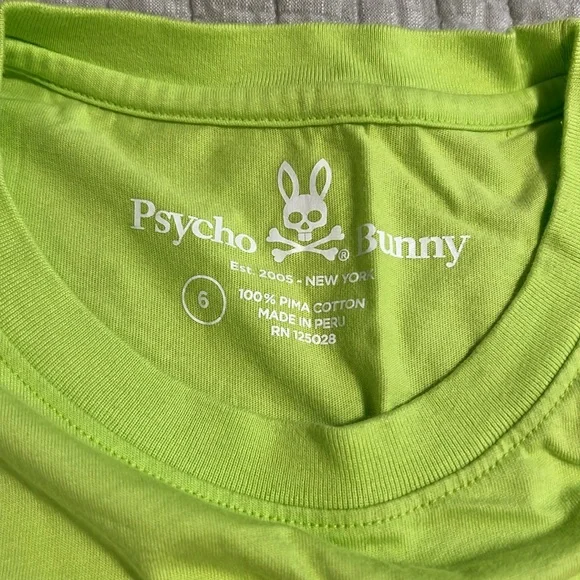 Psycho Bunny®
Est. 2005 - NEW YORK
6
100% PIMA COTTON
MADE IN PERU
RN 125028